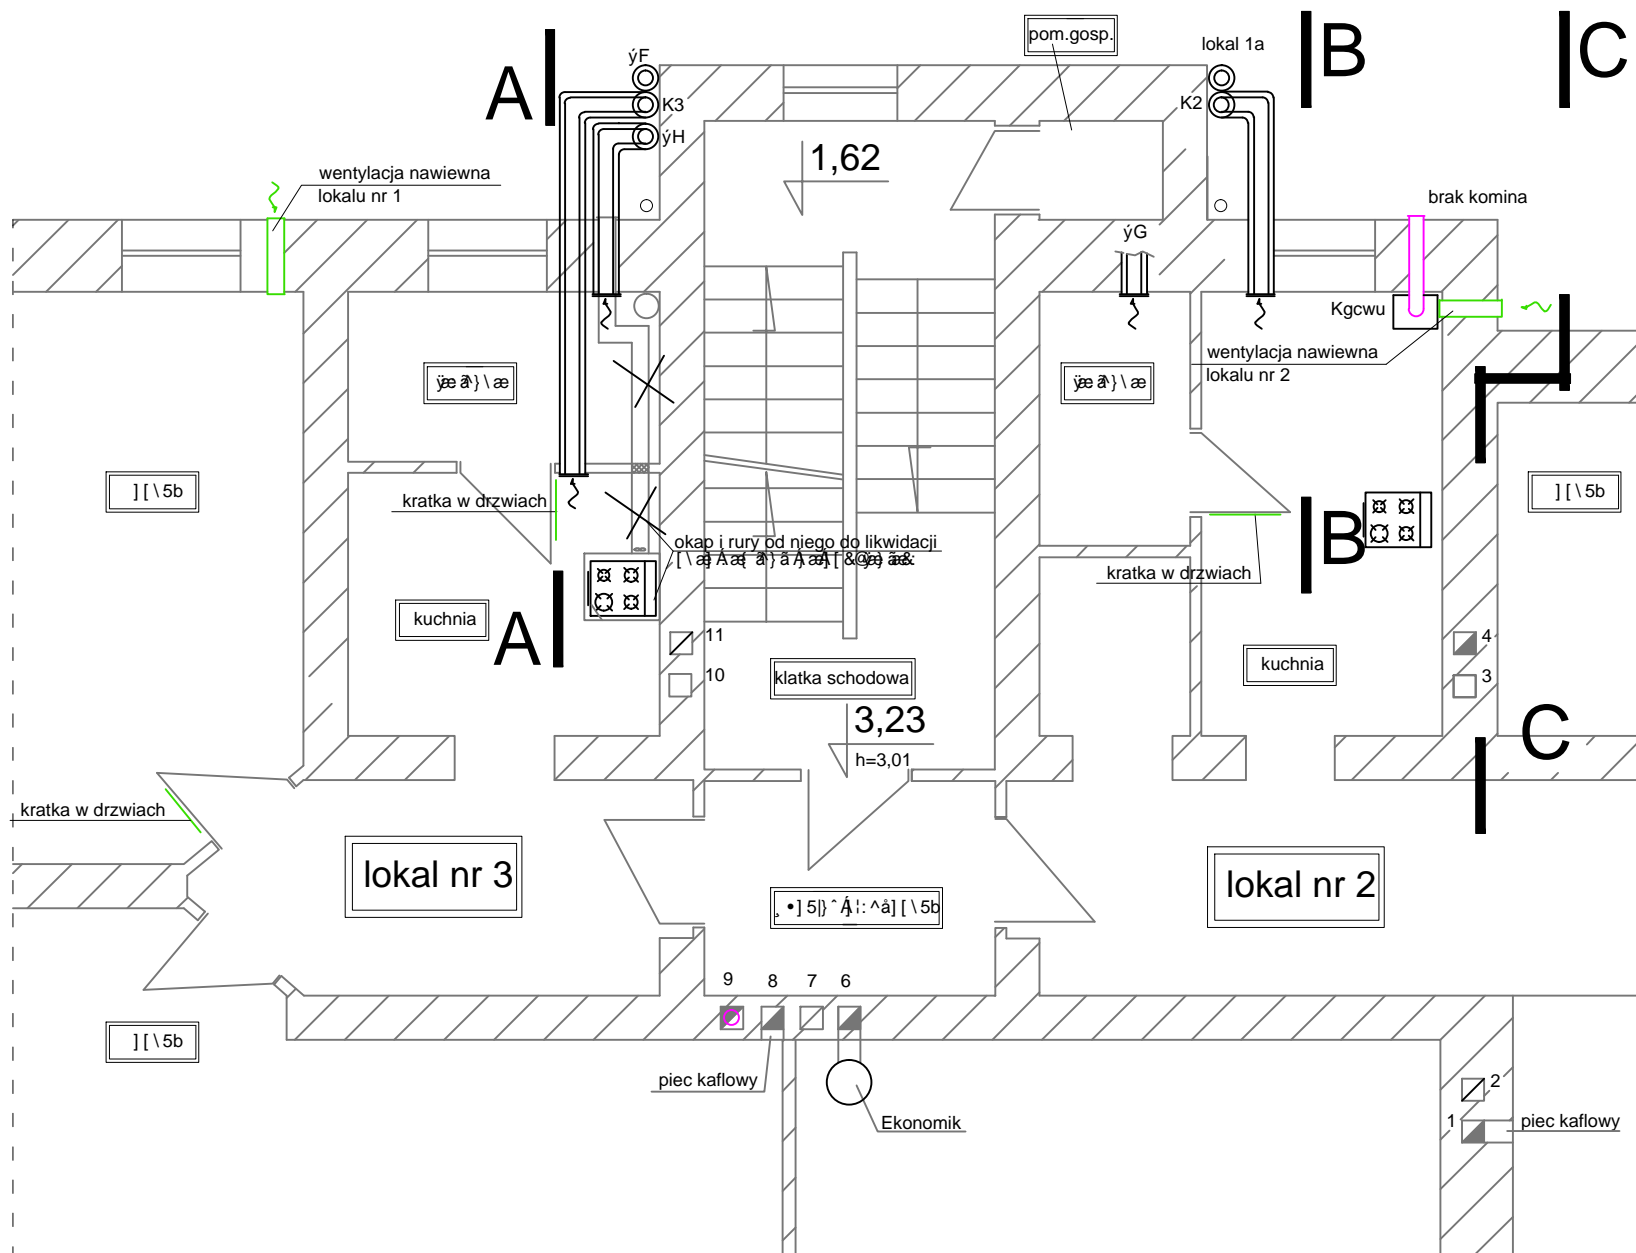 pom.gosp.
A
B
C
ýF
K3
ýH
lokal 1a
K2
1,62
wentylacja nawiewna
lokalu nr 1
brak komina
ýG
Kgcwu
wentylacja nawiewna
lokalu nr 2
][\5b
][\5b
kratka w drzwiach
okap i rury od niego do likwidacji
B
kratka w drzwiach
kuchnia
A
11
10
klatka schodowa
kuchnia
4
3
3,23
h=3,01
C
kratka w drzwiach
lokal nr 3
lokal nr 2
9
8
7
6
][\5b
piec kaflowy
Ekonomik
2
1
piec kaflowy